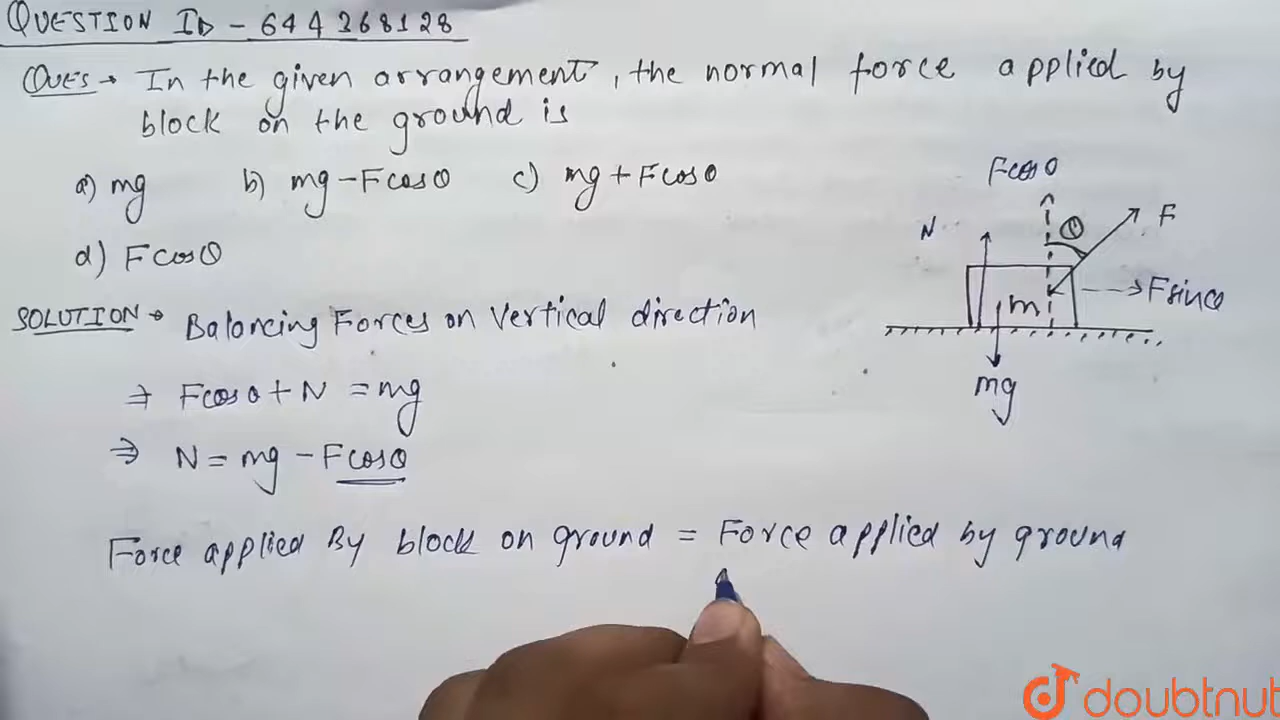 QUESTION ID - 644368128
QUES → In the given arrangement, the normal force applied by
block on the ground is
a) mg b) mg - Fcosθ c) mg + Fcosθ
d) Fcosθ
Fcosθ
N
θ
F
m
Fsinθ
mg
SOLUTION → Balancing Forces on Vertical direction
⇒ Fcosθ + N = mg
⇒ N = mg - Fcosθ
Force applied By block on ground = Force applied by ground
doubtnut